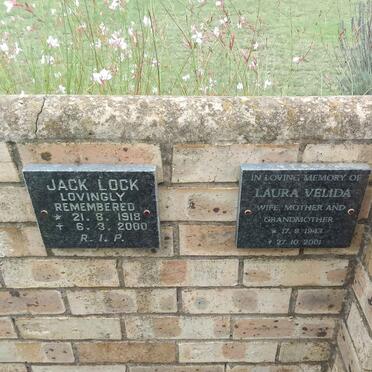 JACK LOCK
LOVINGLY
REMEMBERED
* 21. 8. 1918
† 6. 3. 2000
R. I. P.
IN LOVING MEMORY OF
LAURA VELIDA
WIFE, MOTHER AND
GRANDMOTHER
* 17. 8. 1943
† 27. 10. 2001